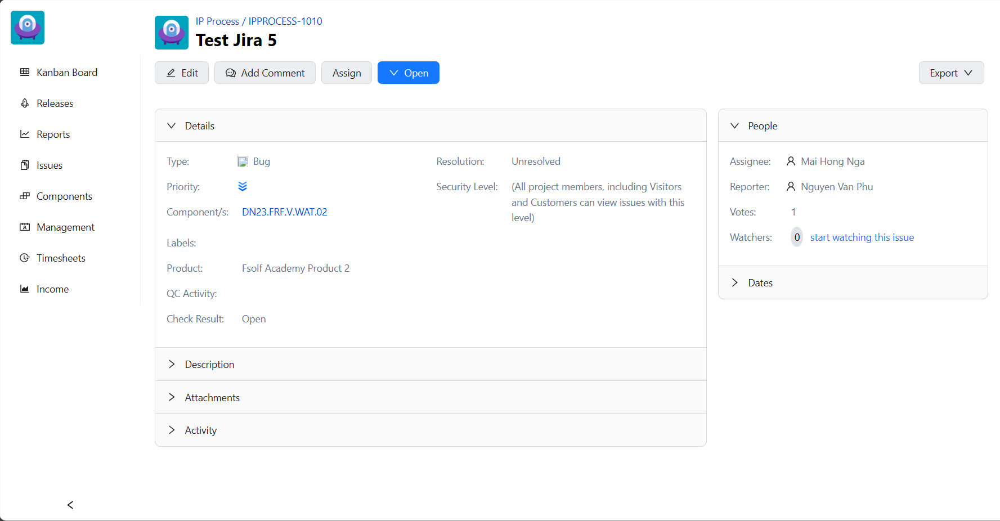 IP Process / IPPROCESS-1010
Test Jira 5
Edit
Add Comment
Assign
Open
Export
Kanban Board
Releases
Reports
Issues
Components
Management
Timesheets
Income
Details
Type: Bug
Priority:
Component/s: DN23.FRF.V.WAT.02
Labels:
Product: Fsolf Academy Product 2
QC Activity:
Check Result: Open
Resolution: Unresolved
Security Level: (All project members, including Visitors
and Customers can view issues with this
level)
Description
Attachments
Activity
People
Assignee: Mai Hong Nga
Reporter: Nguyen Van Phu
Votes: 1
Watchers: 0 start watching this issue
Dates